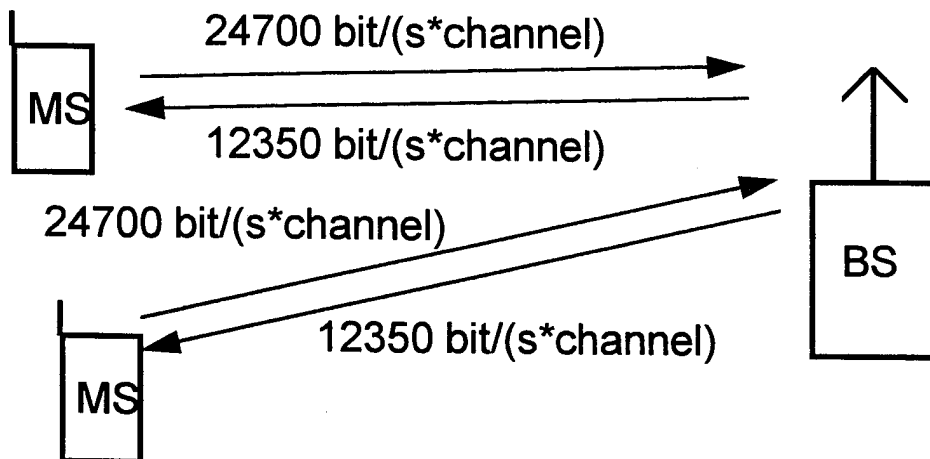 24700 bit/(s*channel)
MS
12350 bit/(s*channel)
24700 bit/(s*channel)
BS
12350 bit/(s*channel)
MS